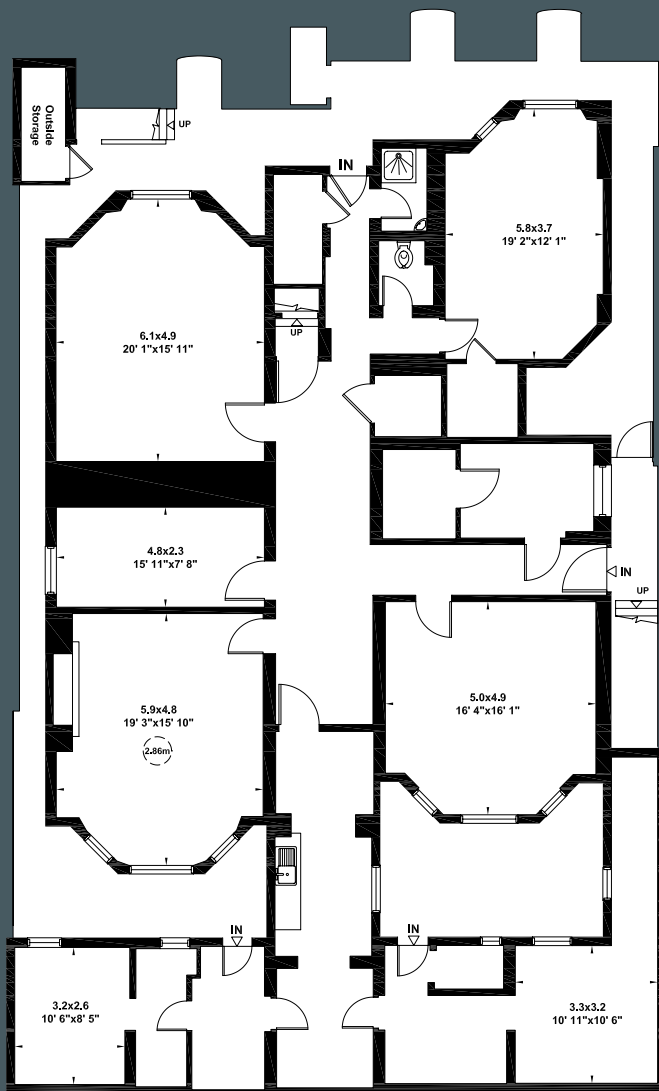 Outside
Storage
UP
IN
5.8x3.7
19' 2"x12' 1"
6.1x4.9
20' 1"x15' 11"
UP
4.8x2.3
15' 11"x7' 8"
IN
UP
5.9x4.8
19' 3"x15' 10"
2.86m
5.0x4.9
16' 4"x16' 1"
IN
IN
3.2x2.6
10' 6"x8' 5"
3.3x3.2
10' 11"x10' 6"